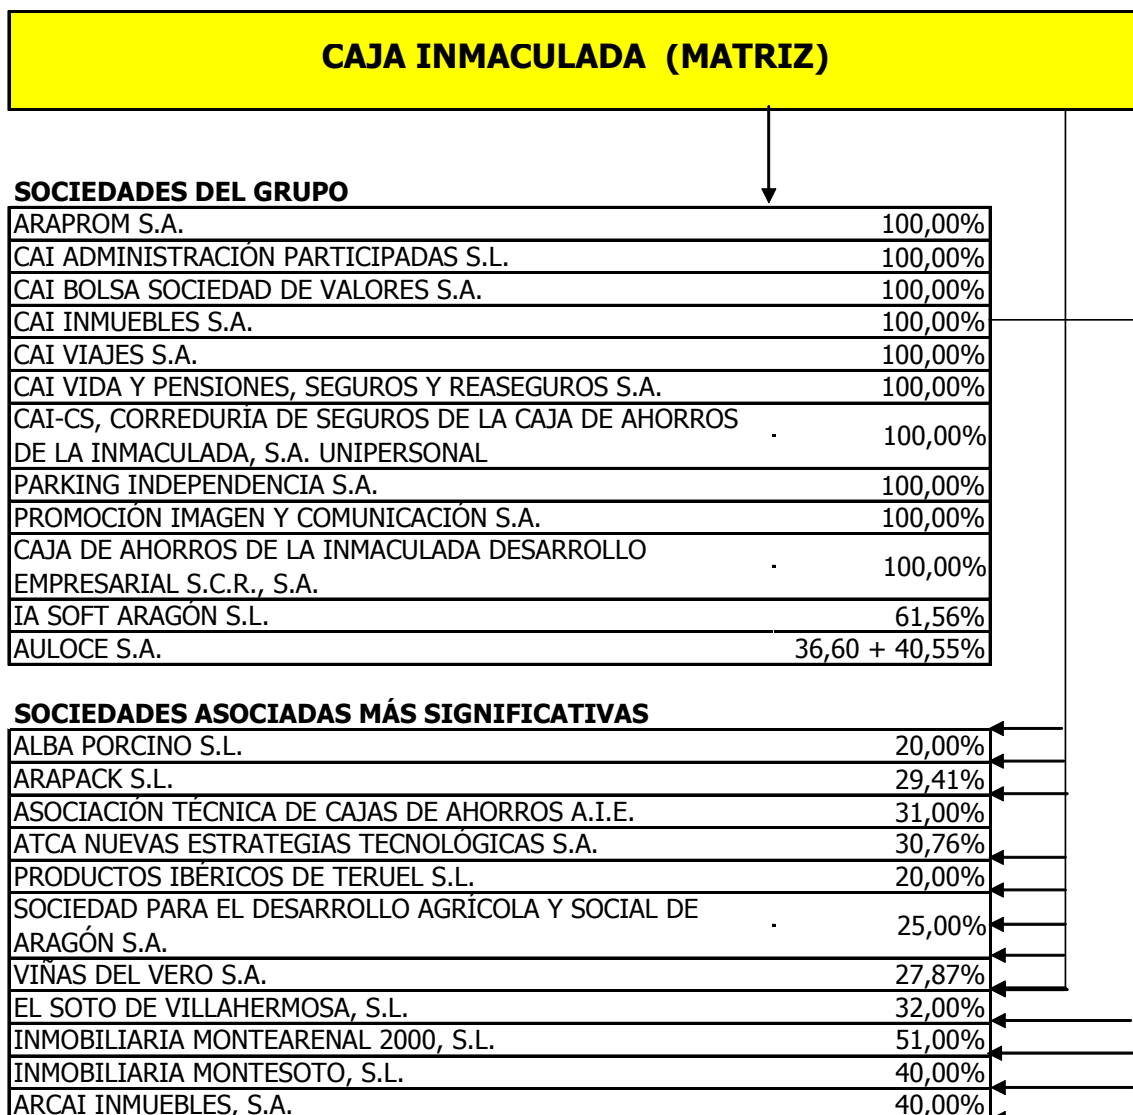 CAJA INMACULADA (MATRIZ)
SOCIEDADES DEL GRUPO
ARAPROM S.A. 100,00%
CAI ADMINISTRACIÓN PARTICIPADAS S.L. 100,00%
CAI BOLSA SOCIEDAD DE VALORES S.A. 100,00%
CAI INMUEBLES S.A. 100,00%
CAI VIAJES S.A. 100,00%
CAI VIDA Y PENSIONES, SEGUROS Y REASEGUROS S.A. 100,00%
CAI-CS, CORREDURÍA DE SEGUROS DE LA CAJA DE AHORROS
DE LA INMACULADA, S.A. UNIPERSONAL
100,00%
PARKING INDEPENDENCIA S.A. 100,00%
PROMOCIÓN IMAGEN Y COMUNICACIÓN S.A. 100,00%
CAJA DE AHORROS DE LA INMACULADA DESARROLLO
EMPRESARIAL S.C.R., S.A.
100,00%
IA SOFT ARAGÓN S.L. 61,56%
AULOCE S.A. 36,60 + 40,55%
SOCIEDADES ASOCIADAS MÁS SIGNIFICATIVAS
ALBA PORCINO S.L. 20,00%
ARAPACK S.L. 29,41%
ASOCIACIÓN TÉCNICA DE CAJAS DE AHORROS A.I.E. 31,00%
ATCA NUEVAS ESTRATEGIAS TECNOLÓGICAS S.A. 30,76%
PRODUCTOS IBÉRICOS DE TERUEL S.L. 20,00%
SOCIEDAD PARA EL DESARROLLO AGRÍCOLA Y SOCIAL DE
ARAGÓN S.A.
25,00%
VIÑAS DEL VERO S.A. 27,87%
EL SOTO DE VILLAHERMOSA, S.L. 32,00%
INMOBILIARIA MONTEARENAL 2000, S.L. 51,00%
INMOBILIARIA MONTESOTO, S.L. 40,00%
ARCAI INMUEBLES, S.A. 40,00%